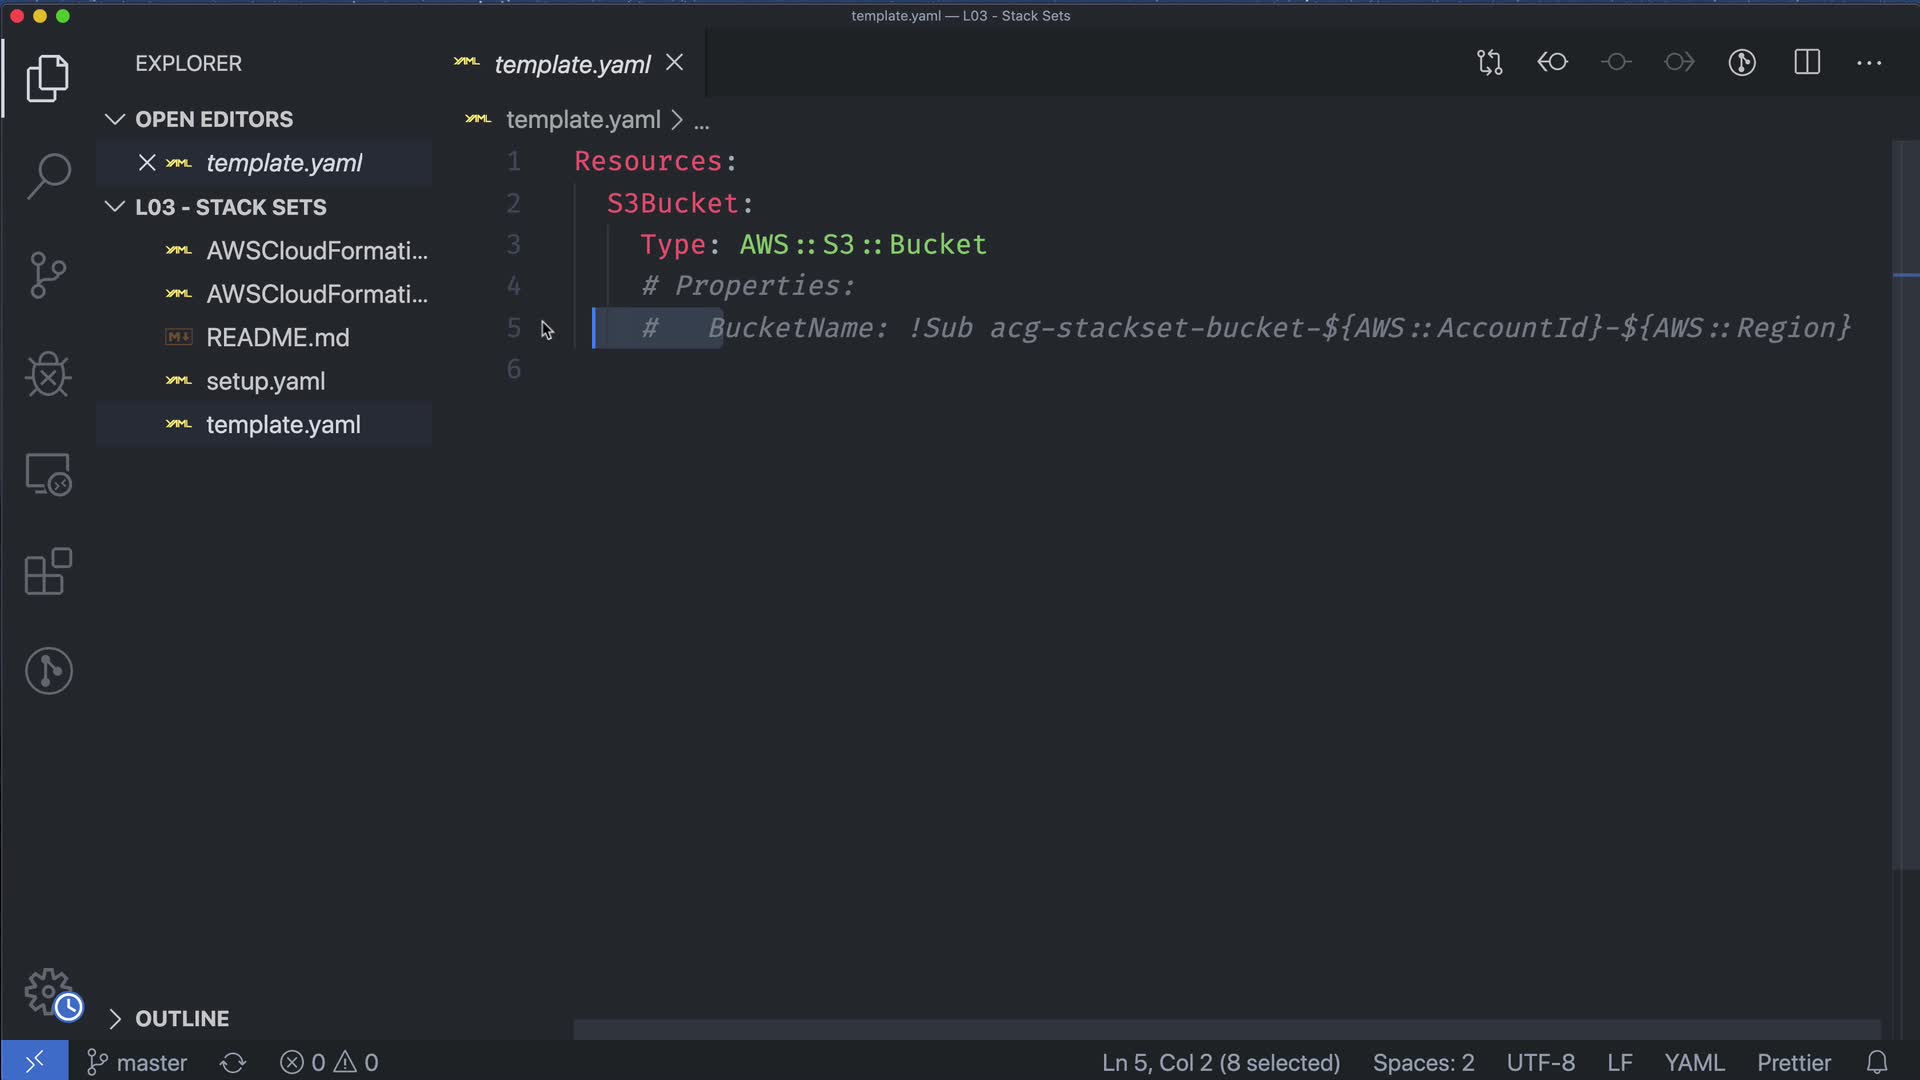 template.yaml — L03 - Stack Sets
EXPLORER
OPEN EDITORS
template.yaml
L03 - STACK SETS
AWSCloudFormati...
AWSCloudFormati...
README.md
setup.yaml
template.yaml
OUTLINE
template.yaml
template.yaml > ...
1 Resources:
2 S3Bucket:
3 Type: AWS::S3::Bucket
4 # Properties:
5 # BucketName: !Sub acg-stackset-bucket-${AWS::AccountId}-${AWS::Region}
6
master 0 0 Ln 5, Col 2 (8 selected) Spaces: 2 UTF-8 LF YAML Prettier